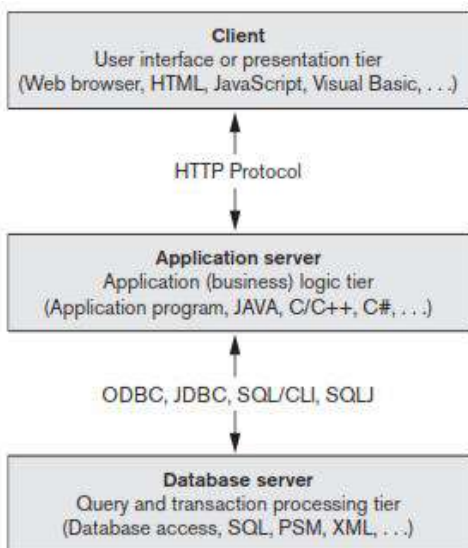 Client
User interface or presentation tier
(Web browser, HTML, JavaScript, Visual Basic, . . .)
HTTP Protocol
Application server
Application (business) logic tier
(Application program, JAVA, C/C++, C#, . . .)
ODBC, JDBC, SQL/CLI, SQLJ
Database server
Query and transaction processing tier
(Database access, SQL, PSM, XML, . . .)